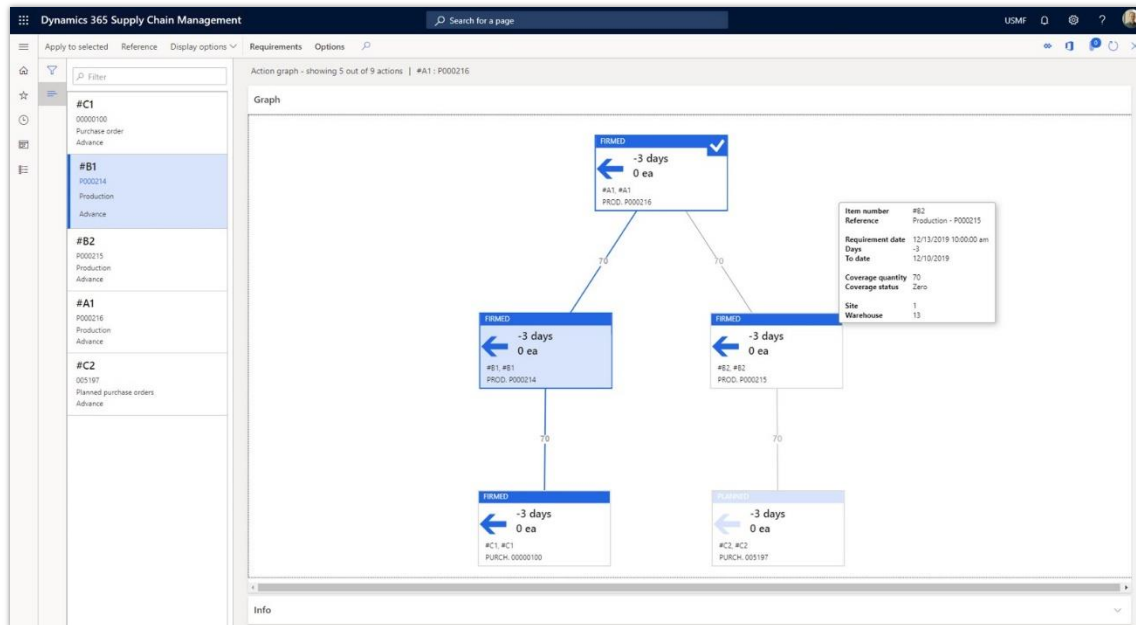 Dynamics 365 Supply Chain Management
Search for a page
USMF
?
Apply to selected Reference Display options Requirements Options
0
Filter
#C1
00000100
Purchase order
Advance
#B1
P000214
Production
Advance
#B2
P000215
Production
Advance
#A1
P000216
Production
Advance
#C2
005197
Planned purchase orders
Advance
Action graph - showing 5 out of 9 actions | #A1 : P000216
Graph
FIRMED
-3 days
0 ea
#A1, #A1
PROD. P000216
70
70
Item number #B2
Reference Production - P000215
Requirement date 12/13/2019 10:00:00 am
Days -3
To date 12/10/2019
Coverage quantity 70
Coverage status Zero
Site 1
Warehouse 13
FIRMED
-3 days
0 ea
#B1, #B1
PROD. P000214
FIRMED
-3 days
0 ea
#B2, #B2
PROD. P000215
70
70
FIRMED
-3 days
0 ea
#C1, #C1
PURCH. 00000100
PLANNED
-3 days
0 ea
#C2, #C2
PURCH. 005197
Info